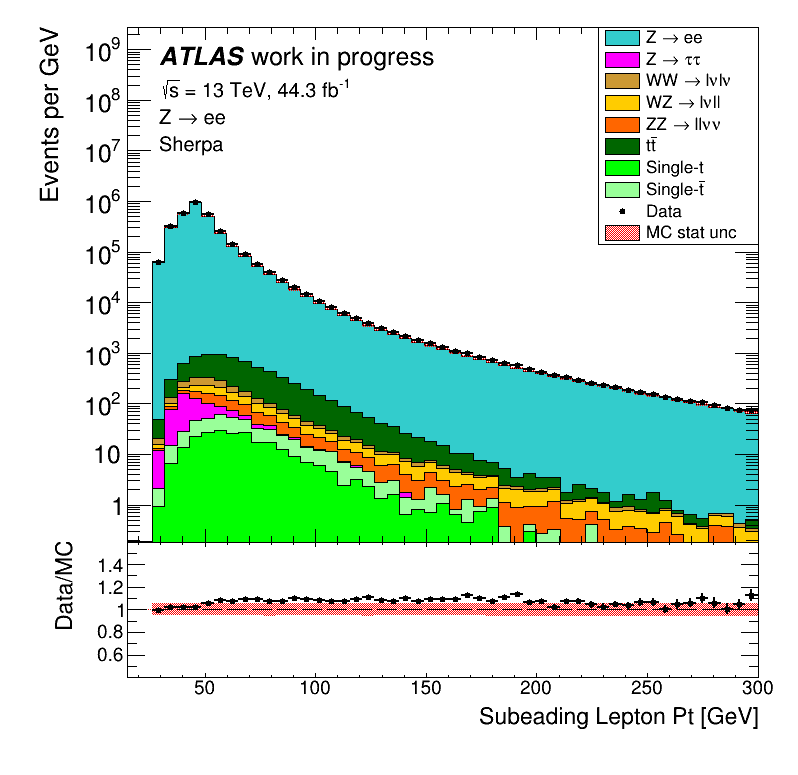 Events per GeV
10⁹
10⁸
10⁷
10⁶
10⁵
10⁴
10³
10²
10
1
ATLAS work in progress
√s = 13 TeV, 44.3 fb⁻¹
Z → ee
Sherpa
Z → ee
Z → ττ
WW → lνlν
WZ → lνll
ZZ → llνν
tt̄
Single-t
Single-t̄
Data
MC stat unc
Data/MC
1.4
1.2
1
0.8
0.6
50 100 150 200 250 300
Subeading Lepton Pt [GeV]